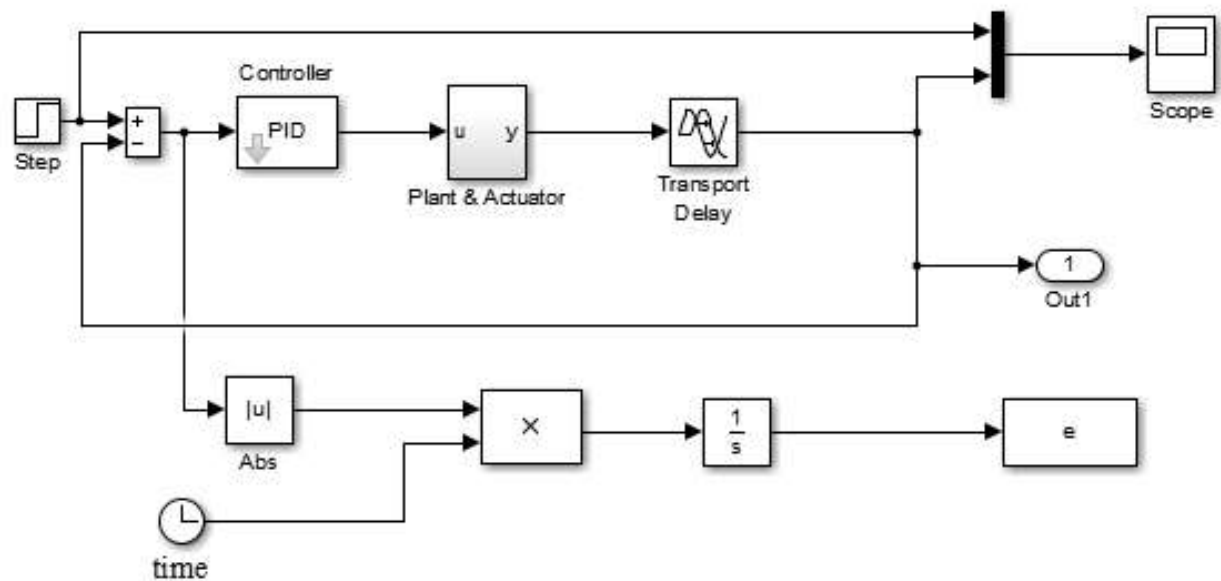 Controller
+
−
PID
u y
Step
Scope
Plant & Actuator
Transport
Delay
1
Out1
|u|
×
1
s
e
Abs
time